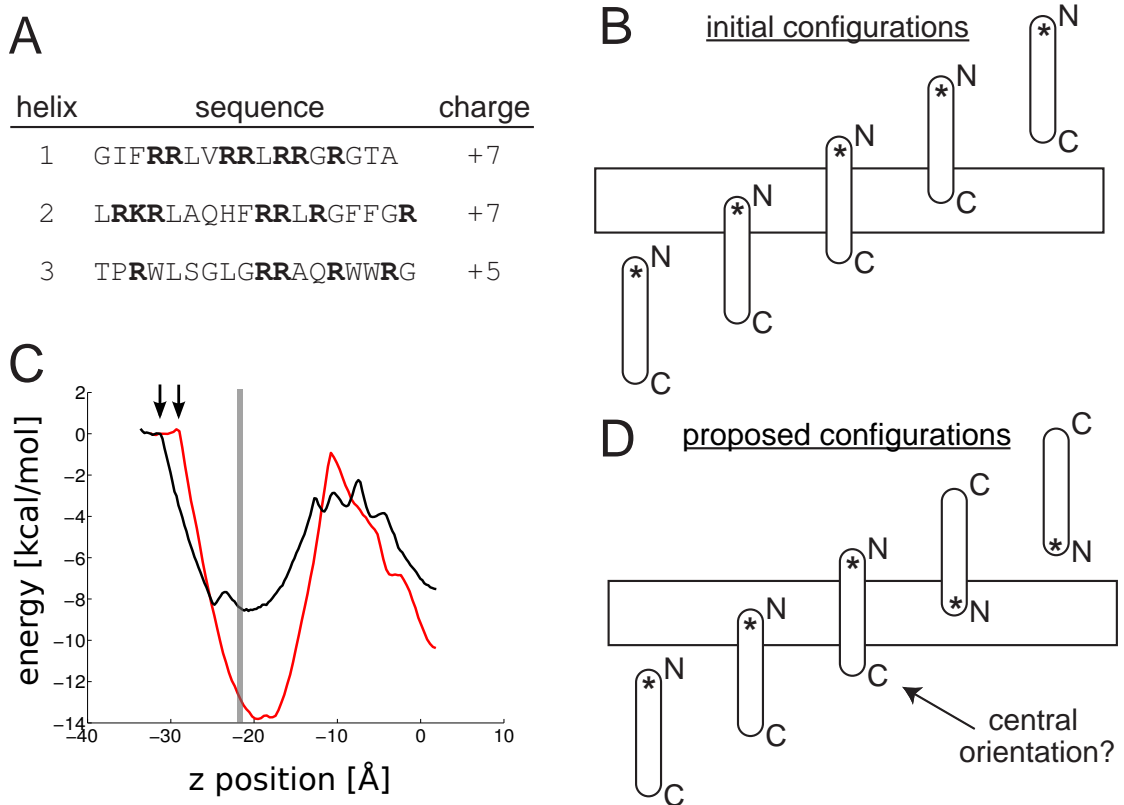 A
helix sequence charge
1 GIFRRLVRRLRRGRGTA +7
2 LRKRLAQHFRRLRGFFGR +7
3 TPRWLSGLGRRAQRWWRG +5
B
initial configurations
* N
C
* N
C
* N
C
* N
C
* N
C
C
energy [kcal/mol]
2
0
−2
−4
−6
−8
−10
−12
−14
−40 −30 −20 −10 0 10
z position [Å]
D
proposed configurations
C
* N
C
* N
* N
C
* N
C
* N
C
central
orientation?